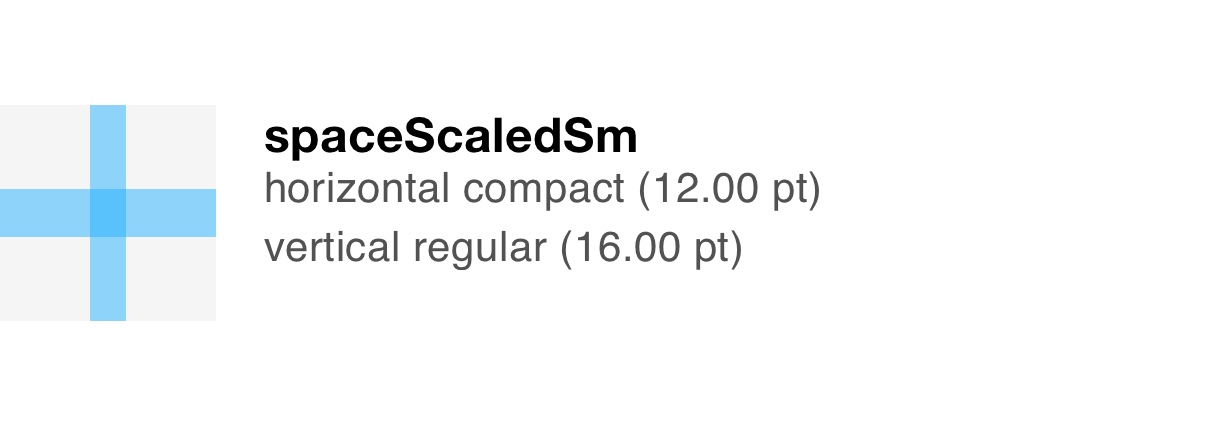 spaceScaledSm
horizontal compact (12.00 pt)
vertical regular (16.00 pt)